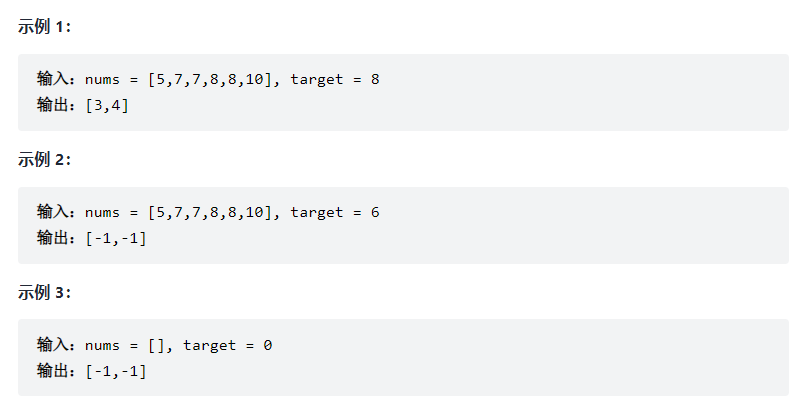 示例 1：
输入：nums = [5,7,7,8,8,10], target = 8
输出：[3,4]
示例 2：
输入：nums = [5,7,7,8,8,10], target = 6
输出：[-1,-1]
示例 3：
输入：nums = [], target = 0
输出：[-1,-1]